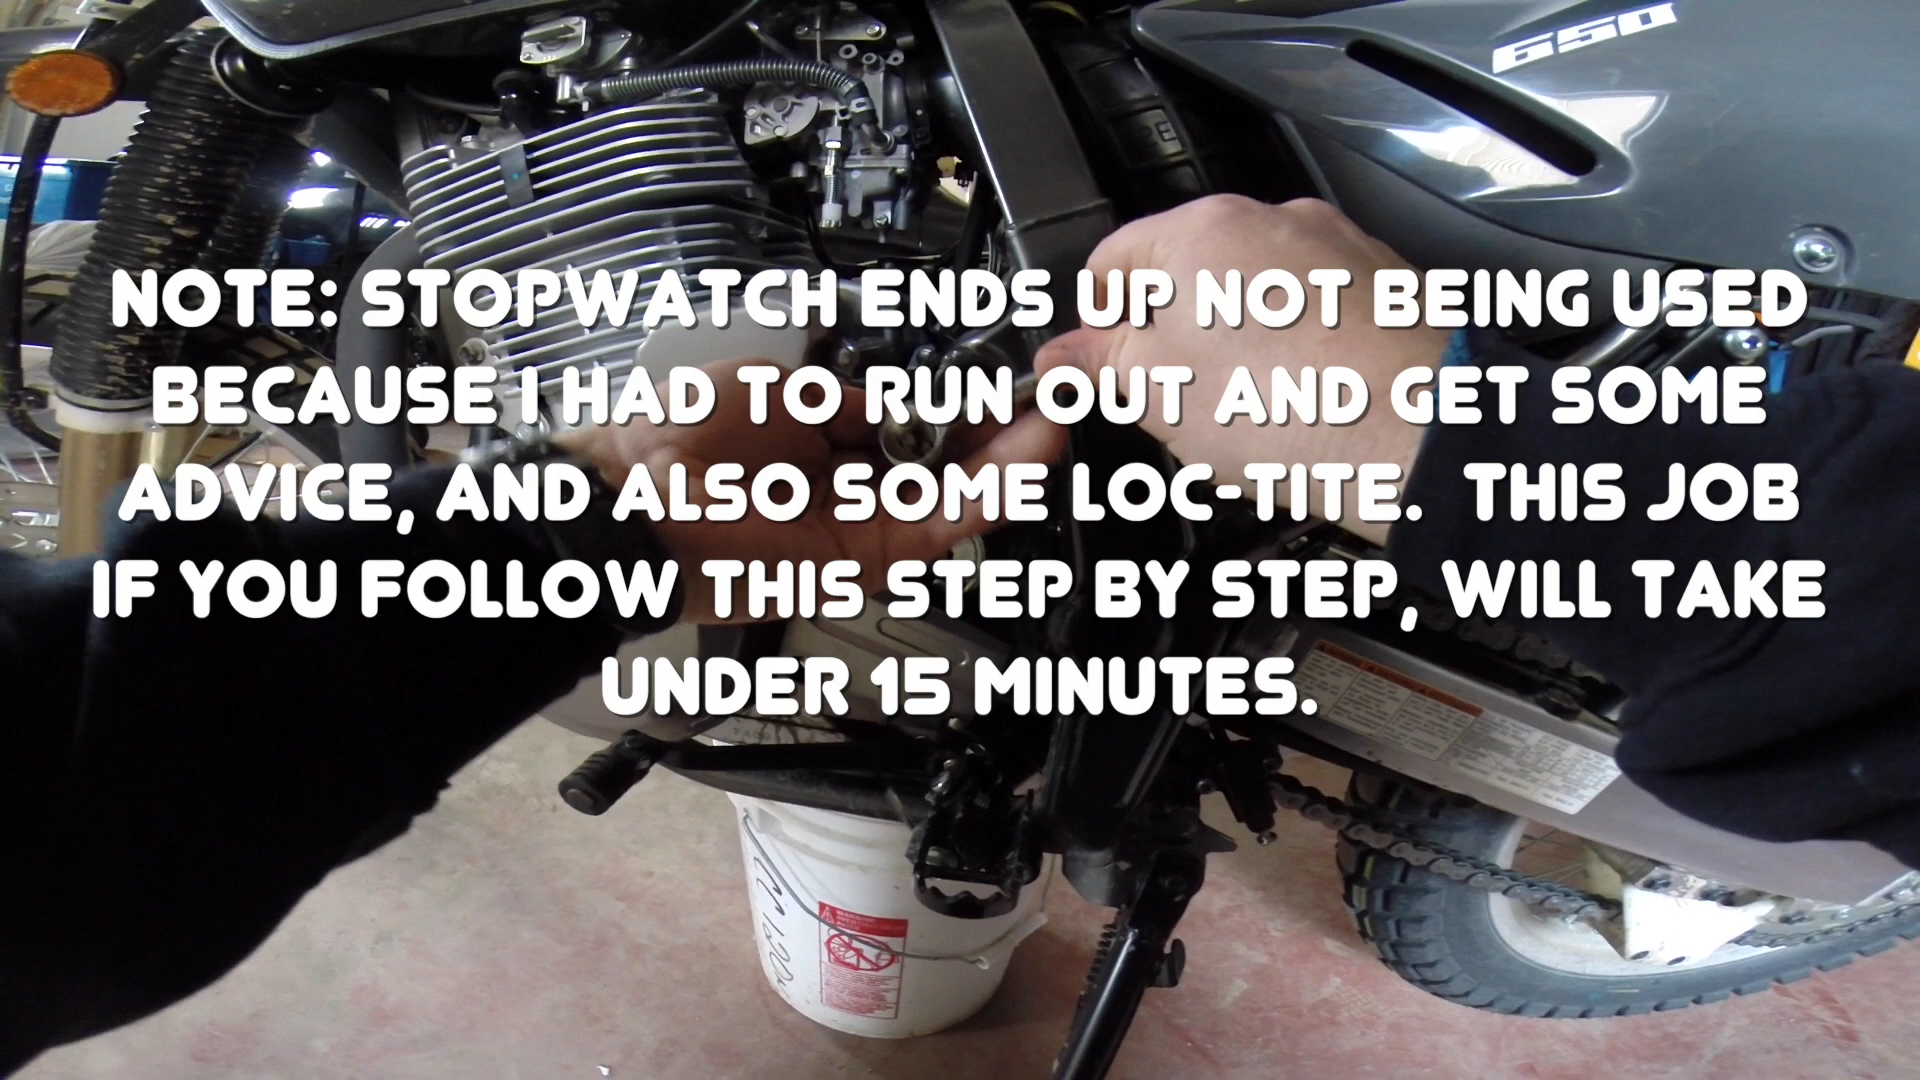 650
NOTE: STOPWATCH ENDS UP NOT BEING USED
BECAUSE I HAD TO RUN OUT AND GET SOME
ADVICE, AND ALSO SOME LOC-TITE. THIS JOB
IF YOU FOLLOW THIS STEP BY STEP, WILL TAKE
UNDER 15 MINUTES.
WARNING